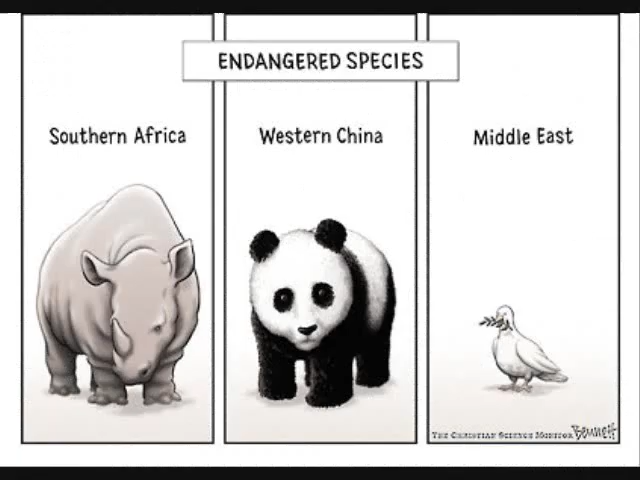 ENDANGERED SPECIES
Southern Africa
Western China
Middle East
THE CHRISTIAN SCIENCE MONITOR Bennett